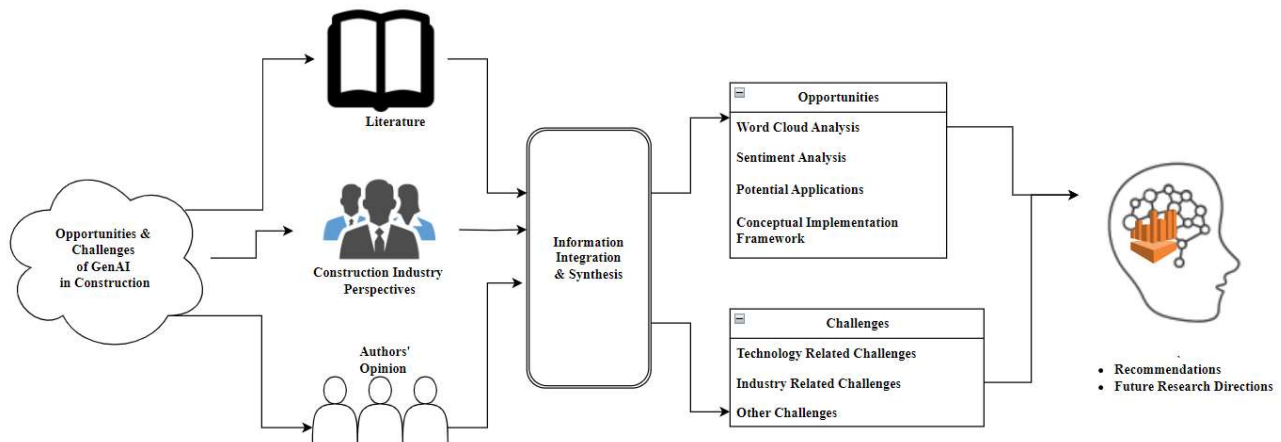 Opportunities &
Challenges
of GenAI
in Construction
Literature
Construction Industry
Perspectives
Authors'
Opinion
Information
Integration
& Synthesis
Opportunities
Word Cloud Analysis
Sentiment Analysis
Potential Applications
Conceptual Implementation
Framework
Challenges
Technology Related Challenges
Industry Related Challenges
Other Challenges
• Recommendations
• Future Research Directions